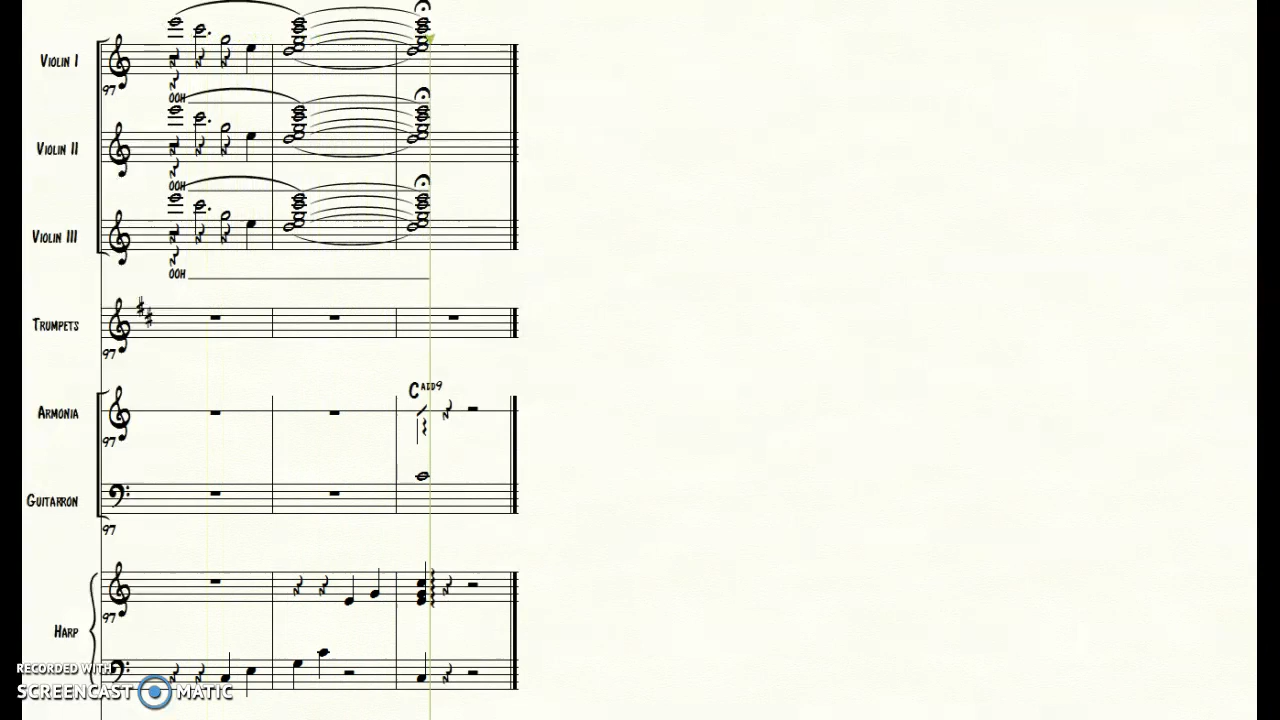 VIOLIN I
97
OOH
VIOLIN II
OOH
VIOLIN III
OOH
TRUMPETS
97
CADD9
ARMONIA
97
GUITARRON
97
97
HARP
RECORDED WITH
SCREENCAST MATIC